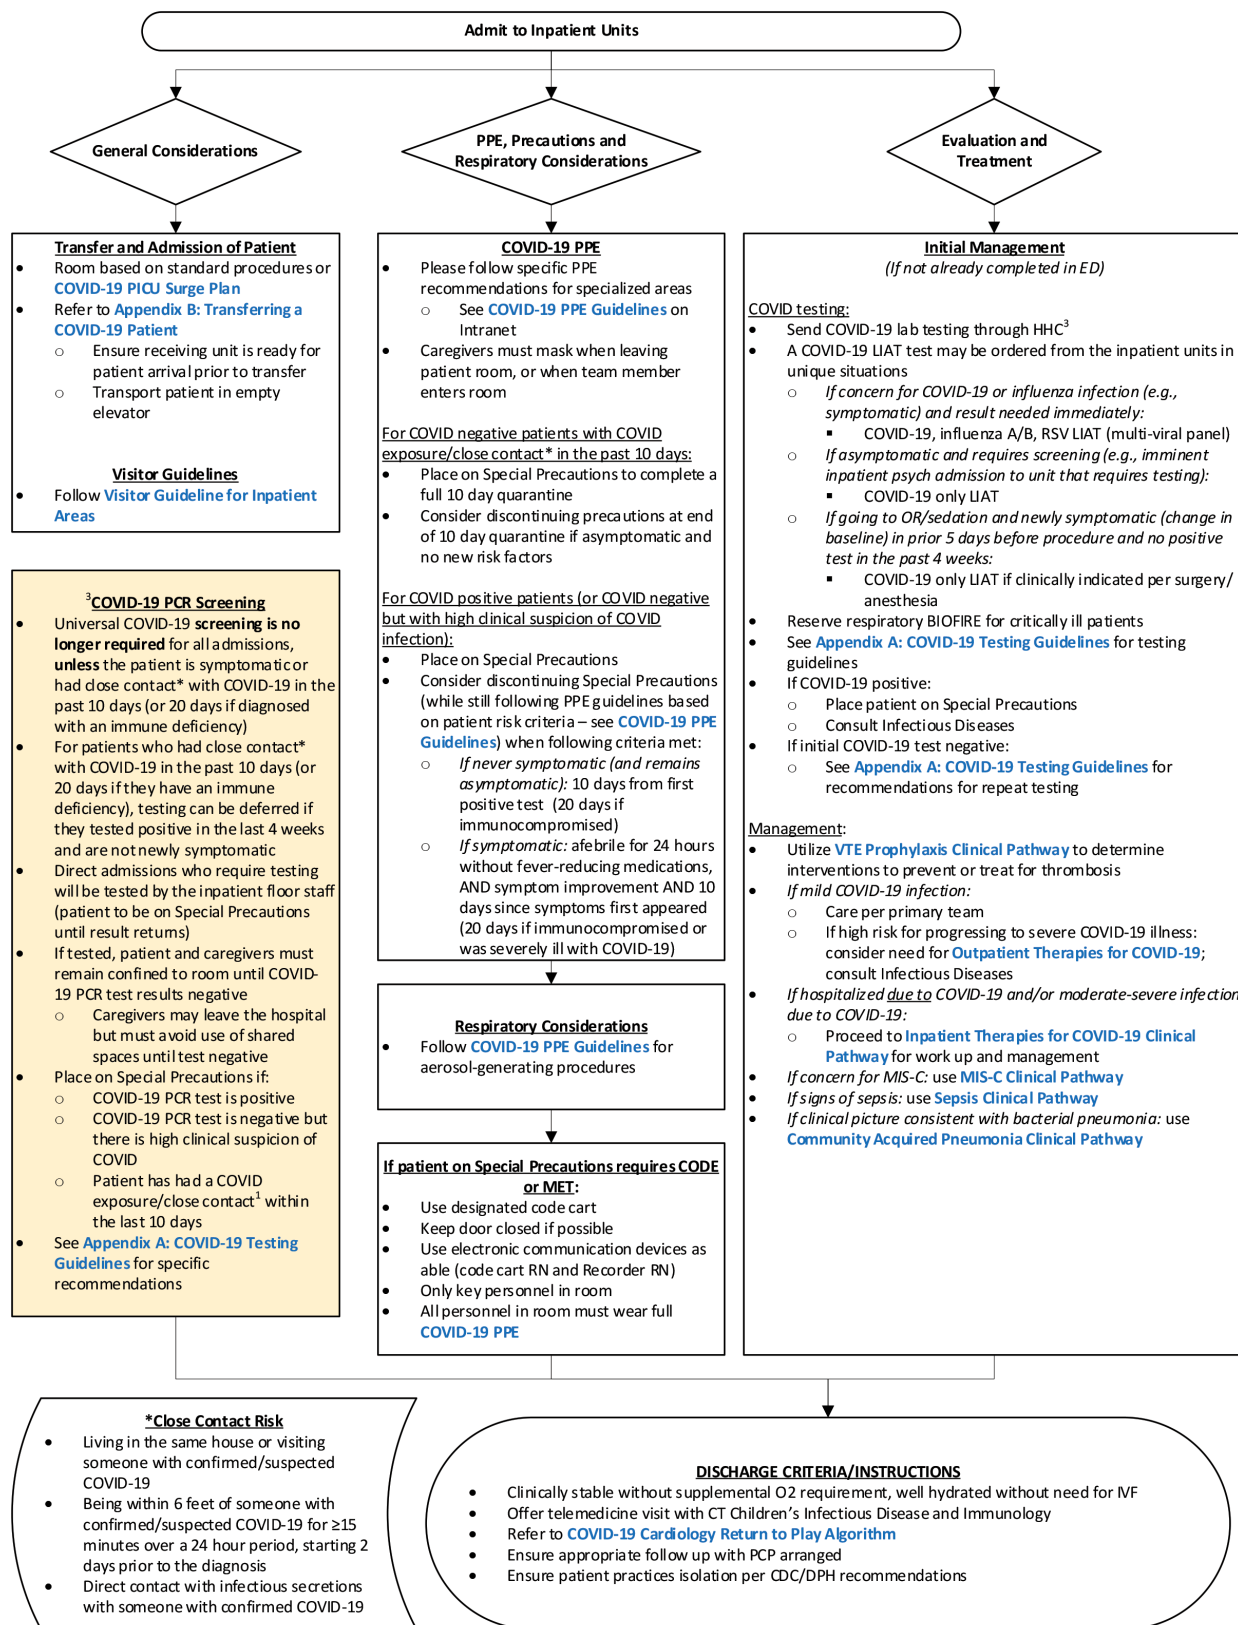 Admit to Inpatient Units
General Considerations
PPE, Precautions and
Respiratory Considerations
Evaluation and
Treatment
Transfer and Admission of Patient
• Room based on standard procedures or
COVID-19 PICU Surge Plan
• Refer to Appendix B: Transferring a
COVID-19 Patient
○ Ensure receiving unit is ready for
patient arrival prior to transfer
○ Transport patient in empty
elevator
Visitor Guidelines
• Follow Visitor Guideline for Inpatient
Areas
³COVID-19 PCR Screening
• Universal COVID-19 screening is no
longer required for all admissions,
unless the patient is symptomatic or
had close contact* with COVID-19 in the
past 10 days (or 20 days if diagnosed
with an immune deficiency)
• For patients who had close contact*
with COVID-19 in the past 10 days (or
20 days if they have an immune
deficiency), testing can be deferred if
they tested positive in the last 4 weeks
and are not newly symptomatic
• Direct admissions who require testing
will be tested by the inpatient floor staff
(patient to be on Special Precautions
until result returns)
• If tested, patient and caregivers must
remain confined to room until COVID-
19 PCR test results negative
○ Caregivers may leave the hospital
but must avoid use of shared
spaces until test negative
• Place on Special Precautions if:
○ COVID-19 PCR test is positive
○ COVID-19 PCR test is negative but
there is high clinical suspicion of
COVID
○ Patient has had a COVID
exposure/close contact¹ within
the last 10 days
• See Appendix A: COVID-19 Testing
Guidelines for specific
recommendations
COVID-19 PPE
• Please follow specific PPE
recommendations for specialized areas
○ See COVID-19 PPE Guidelines on
Intranet
• Caregivers must mask when leaving
patient room, or when team member
enters room
For COVID negative patients with COVID
exposure/close contact* in the past 10 days:
• Place on Special Precautions to complete a
full 10 day quarantine
• Consider discontinuing precautions at end
of 10 day quarantine if asymptomatic and
no new risk factors
For COVID positive patients (or COVID negative
but with high clinical suspicion of COVID
infection):
• Place on Special Precautions
• Consider discontinuing Special Precautions
(while still following PPE guidelines based
on patient risk criteria – see COVID-19 PPE
Guidelines) when following criteria met:
○ If never symptomatic (and remains
asymptomatic): 10 days from first
positive test (20 days if
immunocompromised)
○ If symptomatic: afebrile for 24 hours
without fever-reducing medications,
AND symptom improvement AND 10
days since symptoms first appeared
(20 days if immunocompromised or
was severely ill with COVID-19)
Respiratory Considerations
• Follow COVID-19 PPE Guidelines for
aerosol-generating procedures
If patient on Special Precautions requires CODE
or MET:
• Use designated code cart
• Keep door closed if possible
• Use electronic communication devices as
able (code cart RN and Recorder RN)
• Only key personnel in room
• All personnel in room must wear full
COVID-19 PPE
Initial Management
(If not already completed in ED)
COVID testing:
• Send COVID-19 lab testing through HHC³
• A COVID-19 LIAT test may be ordered from the inpatient units in
unique situations
○ If concern for COVID-19 or influenza infection (e.g.,
symptomatic) and result needed immediately:
▪ COVID-19, influenza A/B, RSV LIAT (multi-viral panel)
○ If asymptomatic and requires screening (e.g., imminent
inpatient psych admission to unit that requires testing):
▪ COVID-19 only LIAT
○ If going to OR/sedation and newly symptomatic (change in
baseline) in prior 5 days before procedure and no positive
test in the past 4 weeks:
▪ COVID-19 only LIAT if clinically indicated per surgery/
anesthesia
• Reserve respiratory BIOFIRE for critically ill patients
• See Appendix A: COVID-19 Testing Guidelines for testing
guidelines
• If COVID-19 positive:
○ Place patient on Special Precautions
○ Consult Infectious Diseases
• If initial COVID-19 test negative:
○ See Appendix A: COVID-19 Testing Guidelines for
recommendations for repeat testing
Management:
• Utilize VTE Prophylaxis Clinical Pathway to determine
interventions to prevent or treat for thrombosis
• If mild COVID-19 infection:
○ Care per primary team
○ If high risk for progressing to severe COVID-19 illness:
consider need for Outpatient Therapies for COVID-19;
consult Infectious Diseases
• If hospitalized due to COVID-19 and/or moderate-severe infection
due to COVID-19:
○ Proceed to Inpatient Therapies for COVID-19 Clinical
Pathway for work up and management
• If concern for MIS-C: use MIS-C Clinical Pathway
• If signs of sepsis: use Sepsis Clinical Pathway
• If clinical picture consistent with bacterial pneumonia: use
Community Acquired Pneumonia Clinical Pathway
*Close Contact Risk
• Living in the same house or visiting
someone with confirmed/suspected
COVID-19
• Being within 6 feet of someone with
confirmed/suspected COVID-19 for ≥15
minutes over a 24 hour period, starting 2
days prior to the diagnosis
• Direct contact with infectious secretions
with someone with confirmed COVID-19
DISCHARGE CRITERIA/INSTRUCTIONS
• Clinically stable without supplemental O2 requirement, well hydrated without need for IVF
• Offer telemedicine visit with CT Children's Infectious Disease and Immunology
• Refer to COVID-19 Cardiology Return to Play Algorithm
• Ensure appropriate follow up with PCP arranged
• Ensure patient practices isolation per CDC/DPH recommendations